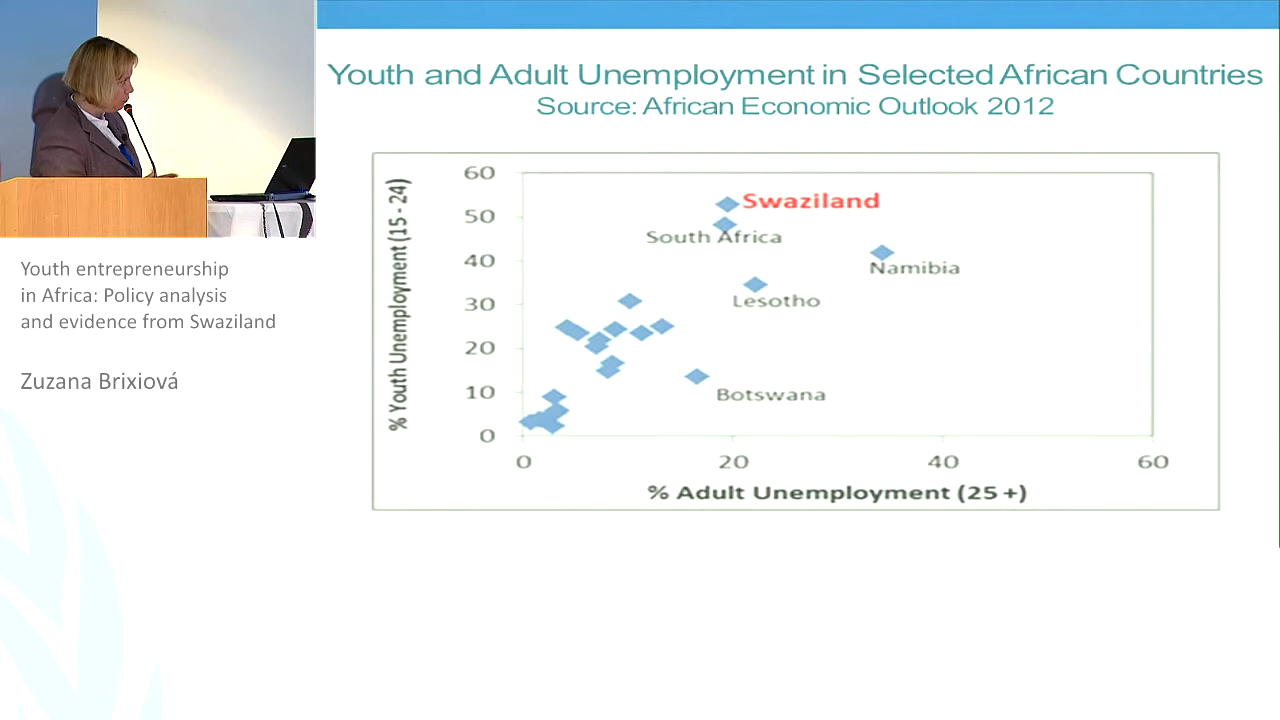 Youth and Adult Unemployment in Selected African Countries
Source: African Economic Outlook 2012
% Youth Unemployment (15 - 24)
60
50
40
30
20
10
0
Swaziland
South Africa
Namibia
Lesotho
Botswana
0
20
40
60
% Adult Unemployment (25 +)
Youth entrepreneurship
in Africa: Policy analysis
and evidence from Swaziland
Zuzana Brixiová